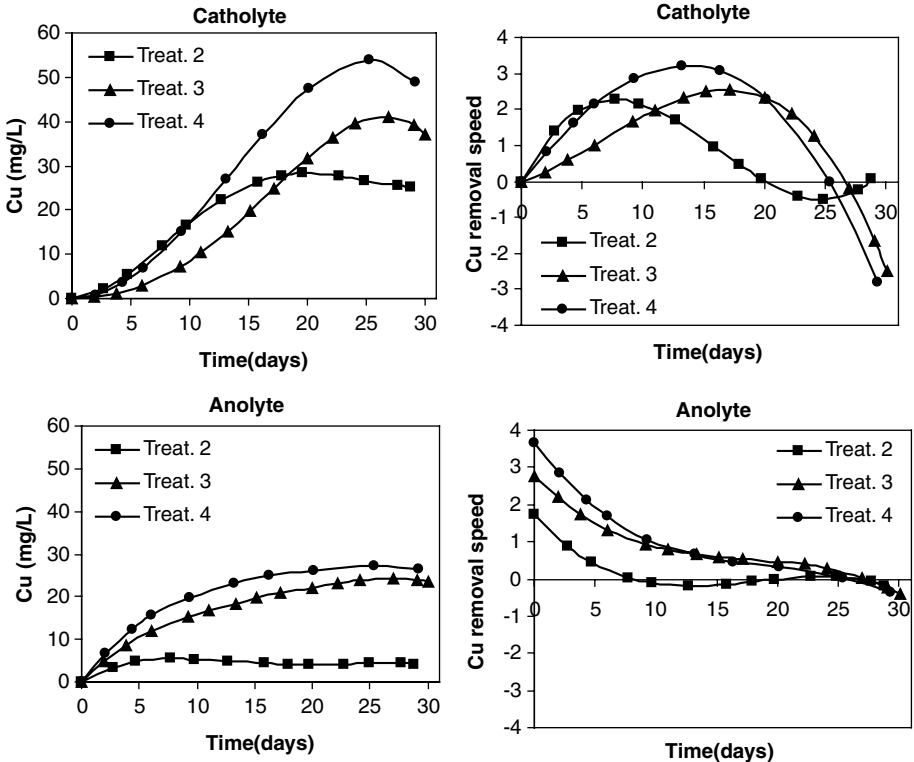 Catholyte
Cu (mg/L)
60
50
40
30
20
10
0
Treat. 2
Treat. 3
Treat. 4
0 5 10 15 20 25 30
Time(days)
Catholyte
Cu removal speed
4
3
2
1
0
-1
-2
-3
-4
0 5 10 15 20 25 30
Treat. 2
Treat. 3
Treat. 4
Time(days)
Anolyte
Cu (mg/L)
60
50
40
30
20
10
0
Treat. 2
Treat. 3
Treat. 4
0 5 10 15 20 25 30
Time(days)
Anolyte
Cu removal speed
4
3
2
1
0
-1
-2
-3
-4
Treat. 2
Treat. 3
Treat. 4
0 5 10 15 20 25 30
Time(days)